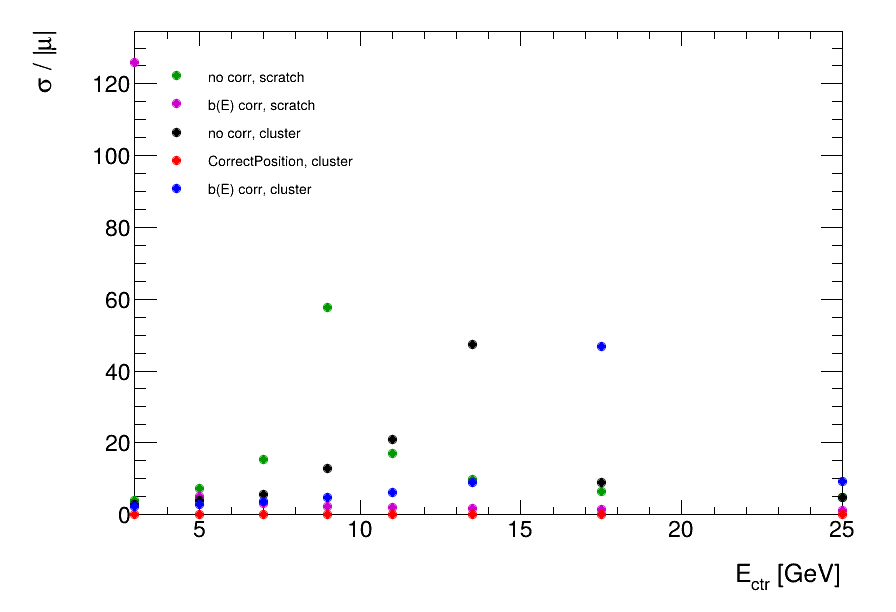 σ / |μ|
120
100
80
60
40
20
0
no corr, scratch
b(E) corr, scratch
no corr, cluster
CorrectPosition, cluster
b(E) corr, cluster
5 10 15 20 25
E_ctr [GeV]